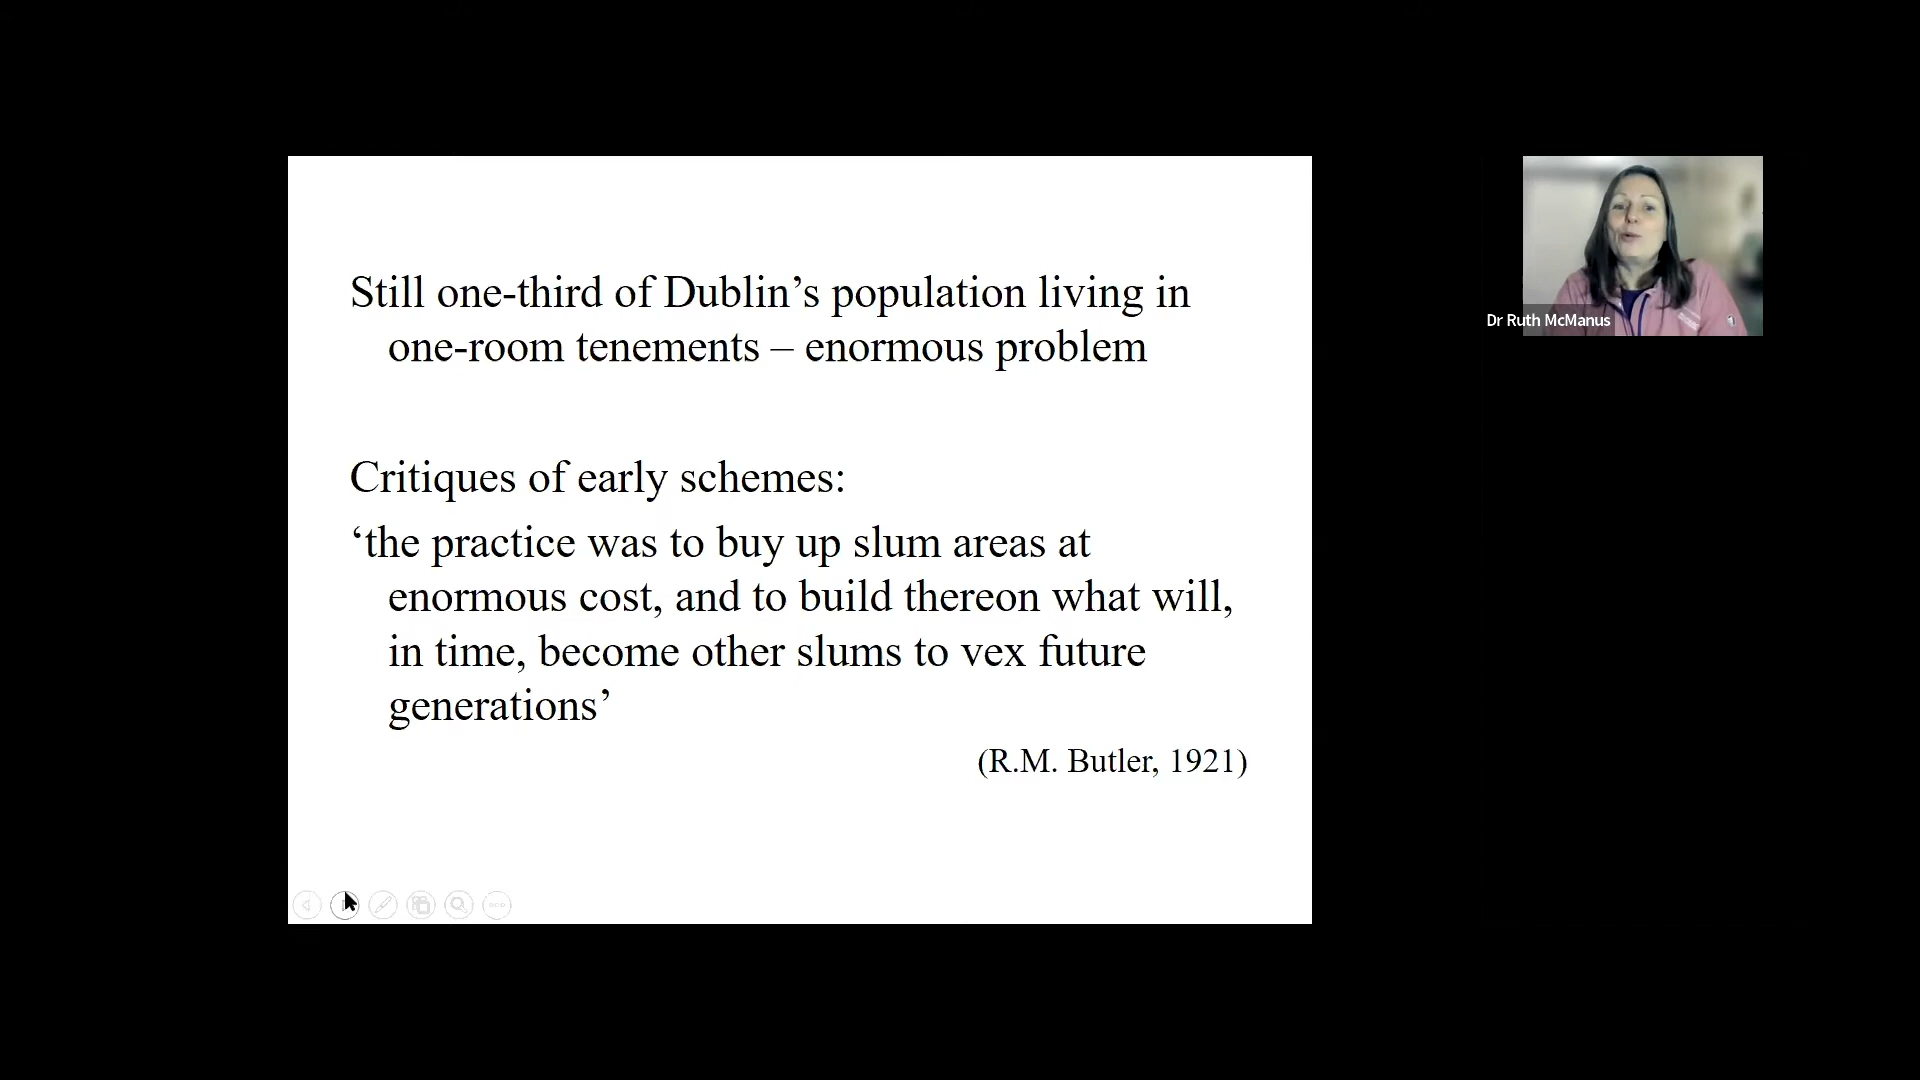 Still one-third of Dublin’s population living in
one-room tenements – enormous problem
Critiques of early schemes:
‘the practice was to buy up slum areas at
enormous cost, and to build thereon what will,
in time, become other slums to vex future
generations’
(R.M. Butler, 1921)
Dr Ruth McManus